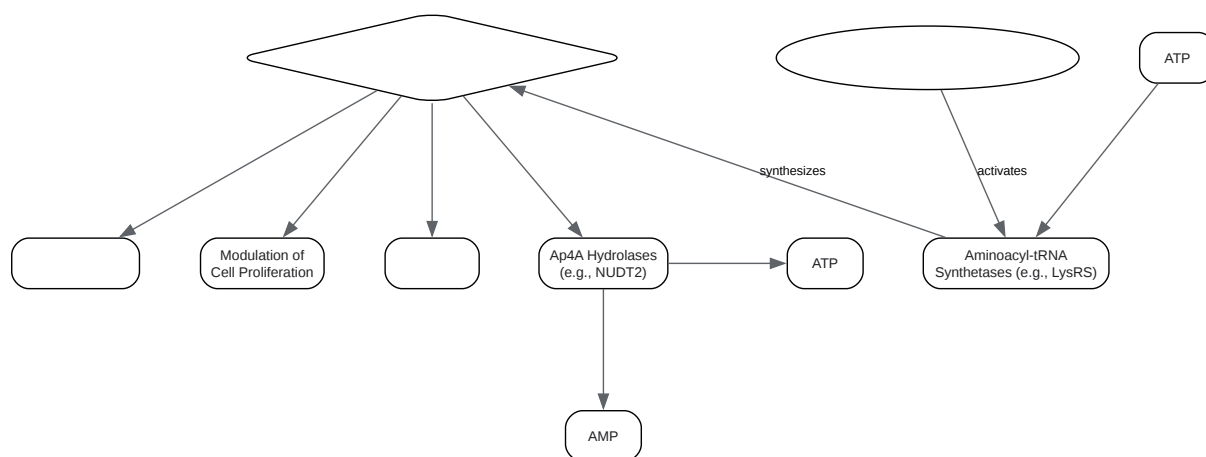 ATP
synthesizes
activates
Modulation of
Cell Proliferation
Ap4A Hydrolases
(e.g., NUDT2)
ATP
Aminoacyl-tRNA
Synthetases (e.g., LysRS)
AMP